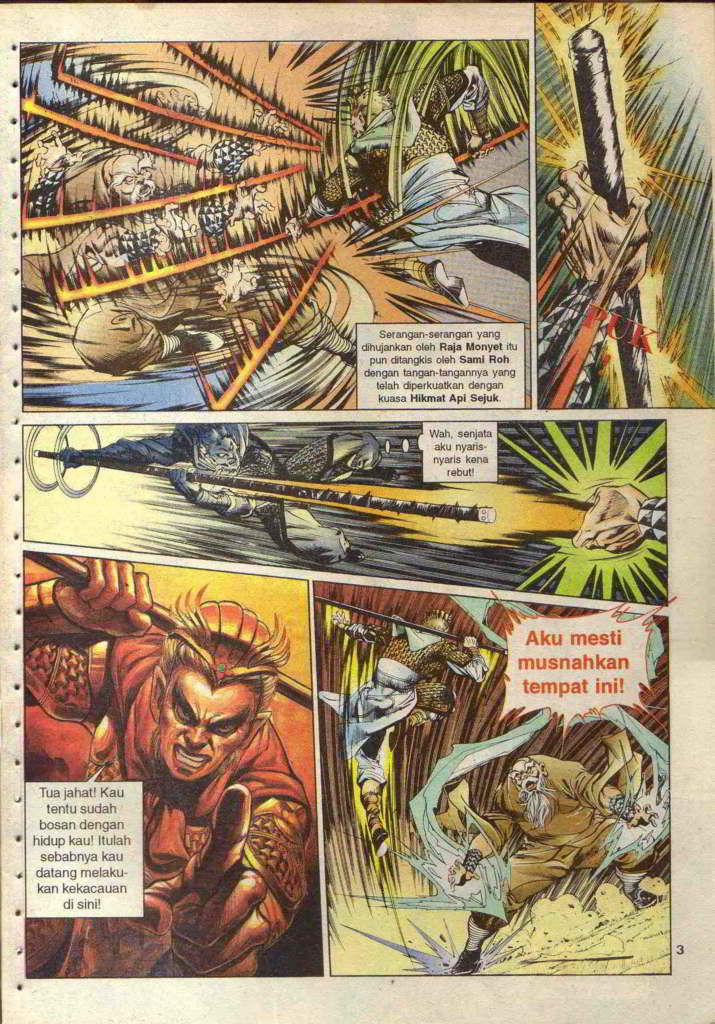 Serangan-serangan yang
dihujankan oleh Raja Monyet itu
pun ditangkis oleh Sami Roh
dengan tangan-tangannya yang
telah diperkuatkan dengan
kuasa Hikmat Api Sejuk.
PUK
Wah, senjata
aku nyaris-
nyaris kena
rebut!
Tua jahat! Kau
tentu sudah
bosan dengan
hidup kau! Itulah
sebabnya kau
datang melaku-
kan kekacauan
di sini!
Aku mesti
musnahkan
tempat ini!
3